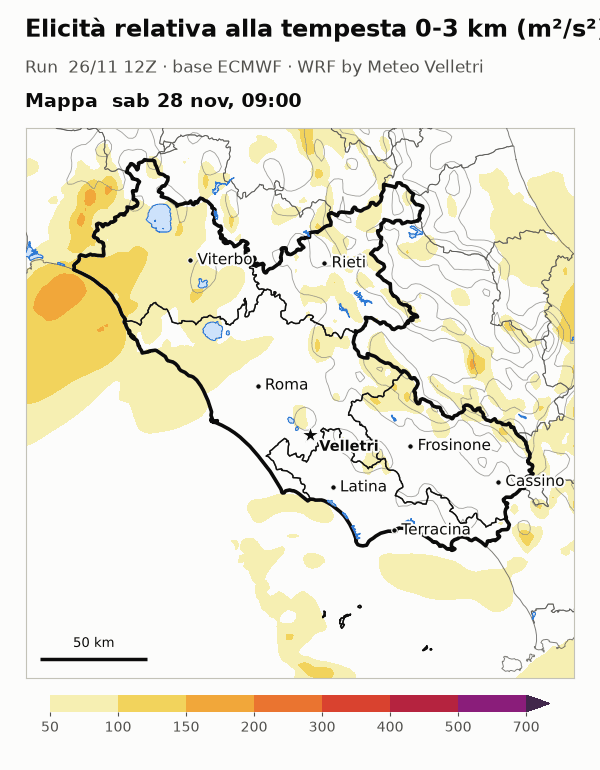 Elicità relativa alla tempesta 0-3 km (m²/s²)
Run 26/11 12Z · base ECMWF · WRF by Meteo Velletri
Mappa sab 28 nov, 09:00
Viterbo
Rieti
Roma
Velletri
Frosinone
Latina
Cassino
Terracina
50 km
50 100 150 200 300 400 500 700